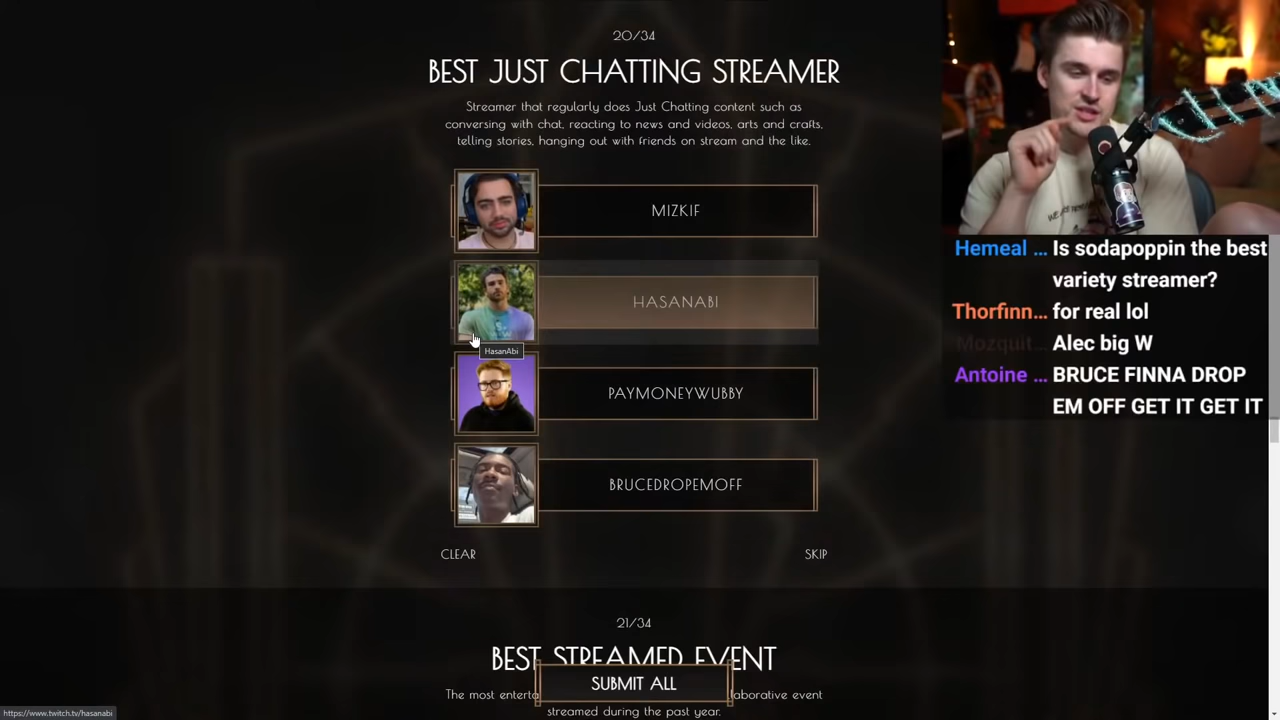 20/34
BEST JUST CHATTING STREAMER
Streamer that regularly does Just Chatting content such as
conversing with chat, reacting to news and videos, arts and crafts,
telling stories, hanging out with friends on stream and the like.
MIZKIF
HASANABI
HasanAbi
PAYMONEYWUBBY
BRUCEDROPEMOFF
CLEAR
SKIP
21/34
BEST STREAMED EVENT
SUBMIT ALL
The most enterta
laborative event
streamed during the past year.
https://www.twitch.tv/hasanabi
Hemeal … Is sodapoppin the best
variety streamer?
Thorfinn… for real lol
Mozquit… Alec big W
Antoine … BRUCE FINNA DROP
EM OFF GET IT GET IT